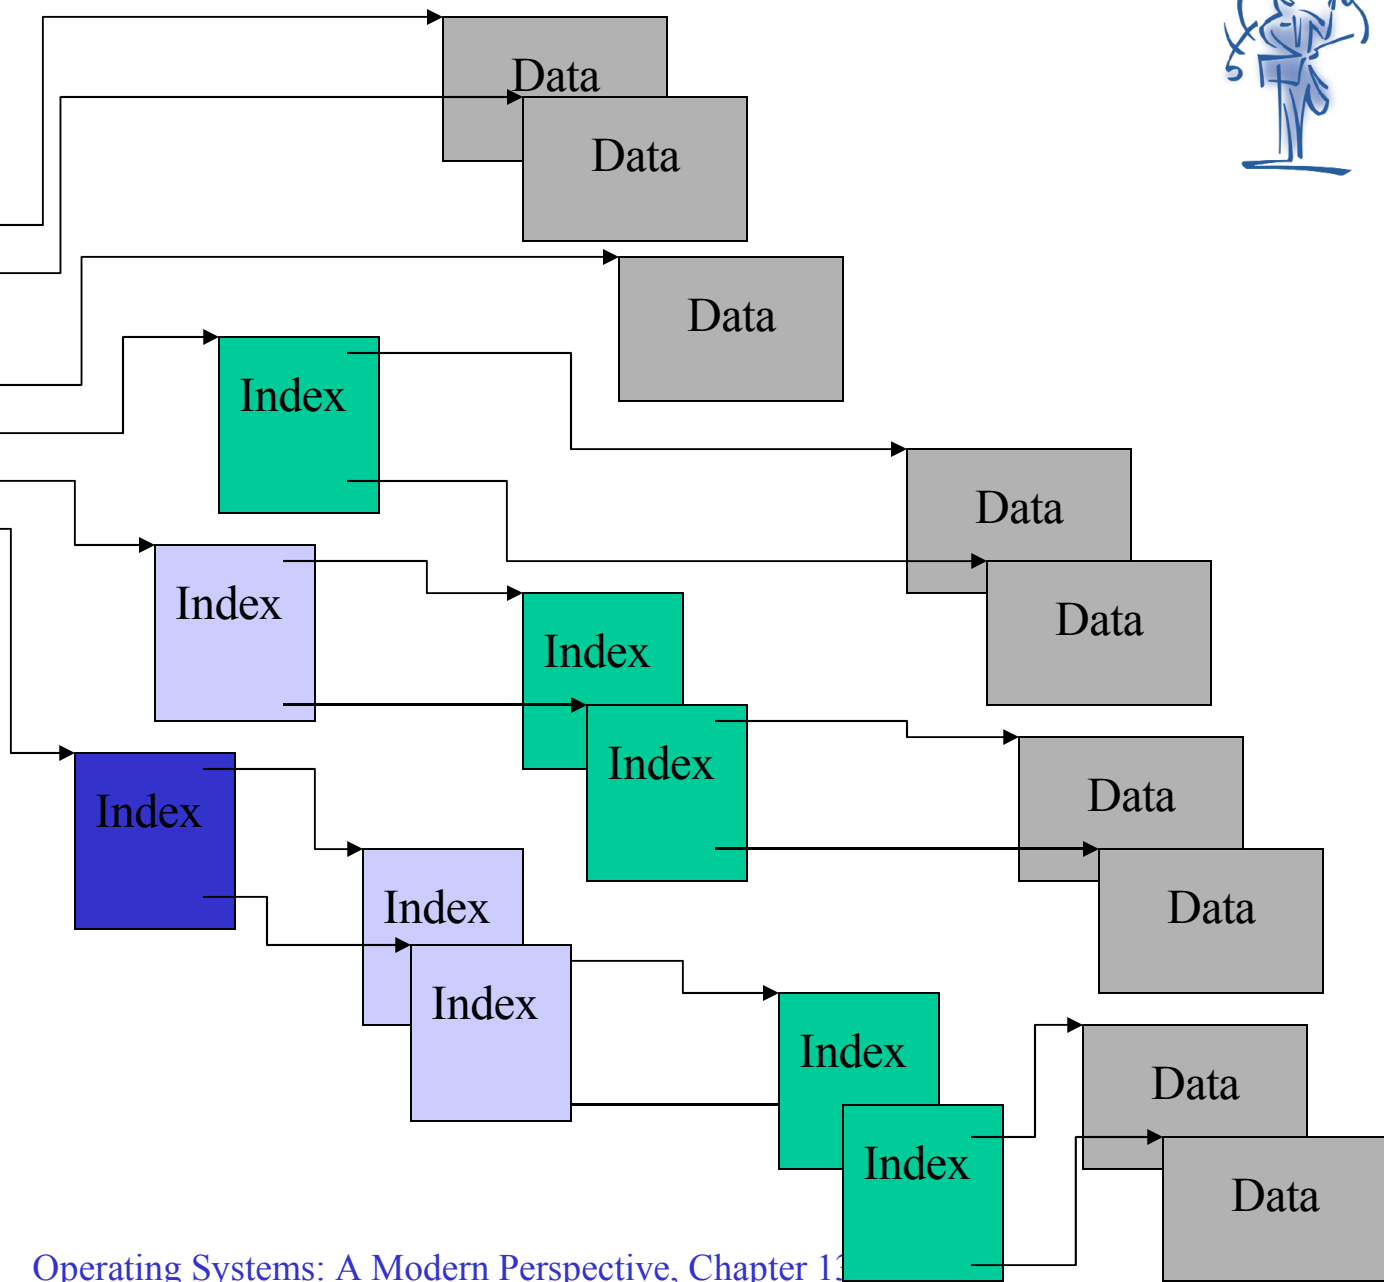 Data
Data
Data
Index
Data
Index
Data
Index
Index
Data
Index
Index
Data
Index
Index
Data
Index
Data
Operating Systems: A Modern Perspective, Chapter 13